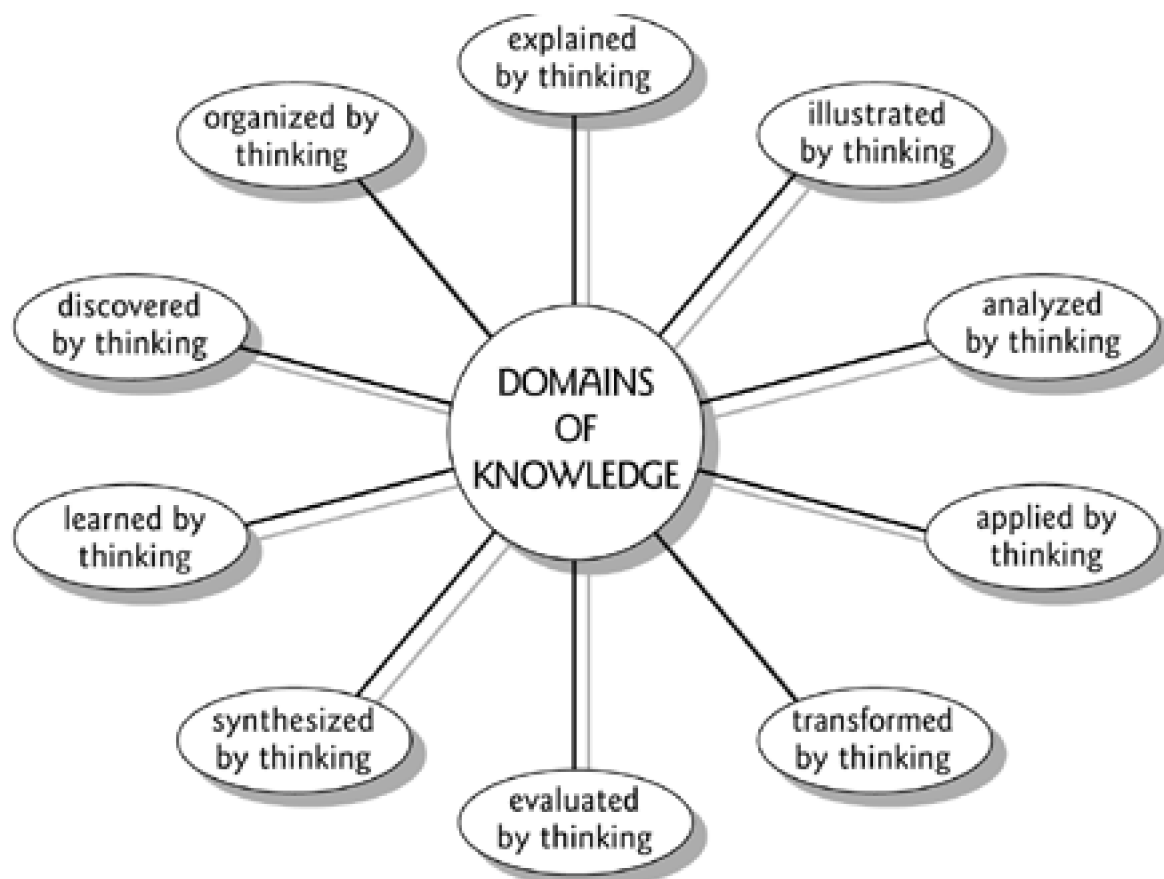 explained
by thinking
illustrated
by thinking
analyzed
by thinking
applied by
thinking
transformed
by thinking
evaluated
by thinking
synthesized
by thinking
learned by
thinking
discovered
by thinking
organized by
thinking
DOMAINS
OF
KNOWLEDGE